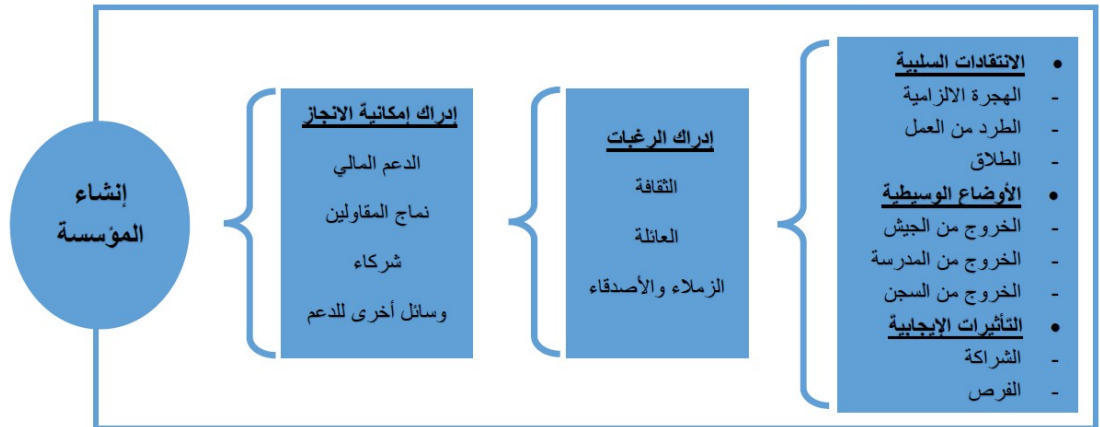 • الانتقادات السلبية
- الهجرة الالزامية
- الطرد من العمل
- الطلاق
• الأوضاع الوسيطية
- الخروج من الجيش
- الخروج من المدرسة
- الخروج من السجن
• التأثيرات الإيجابية
- الشراكة
- الفرص
إدراك الرغبات
الثقافة
العائلة
الزملاء والأصدقاء
إدراك إمكانية الانجاز
الدعم المالي
نماج المقاولين
شركاء
وسائل أخرى للدعم
إنشاء
المؤسسة